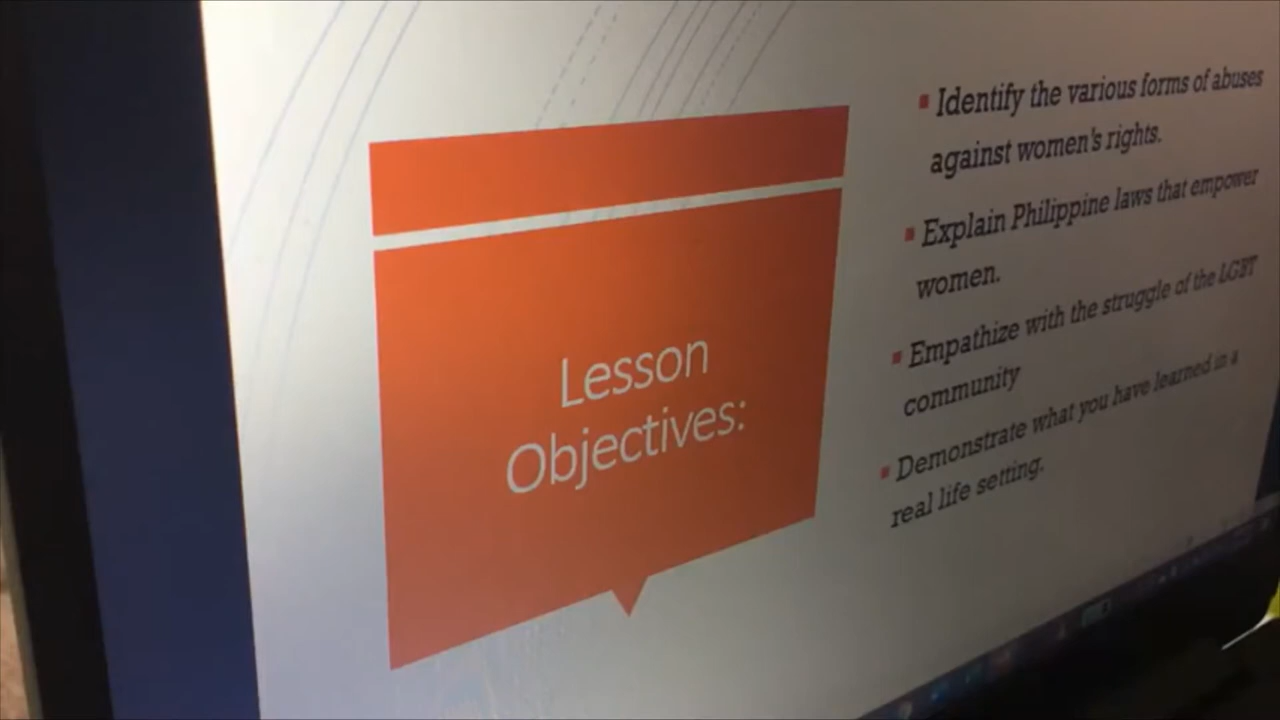 Lesson
Objectives:
Identify the various forms of abuses
against women's rights.
Explain Philippine laws that empower
women.
Empathize with the struggle of the LGBT
community
Demonstrate what you have learned in a
real life setting.